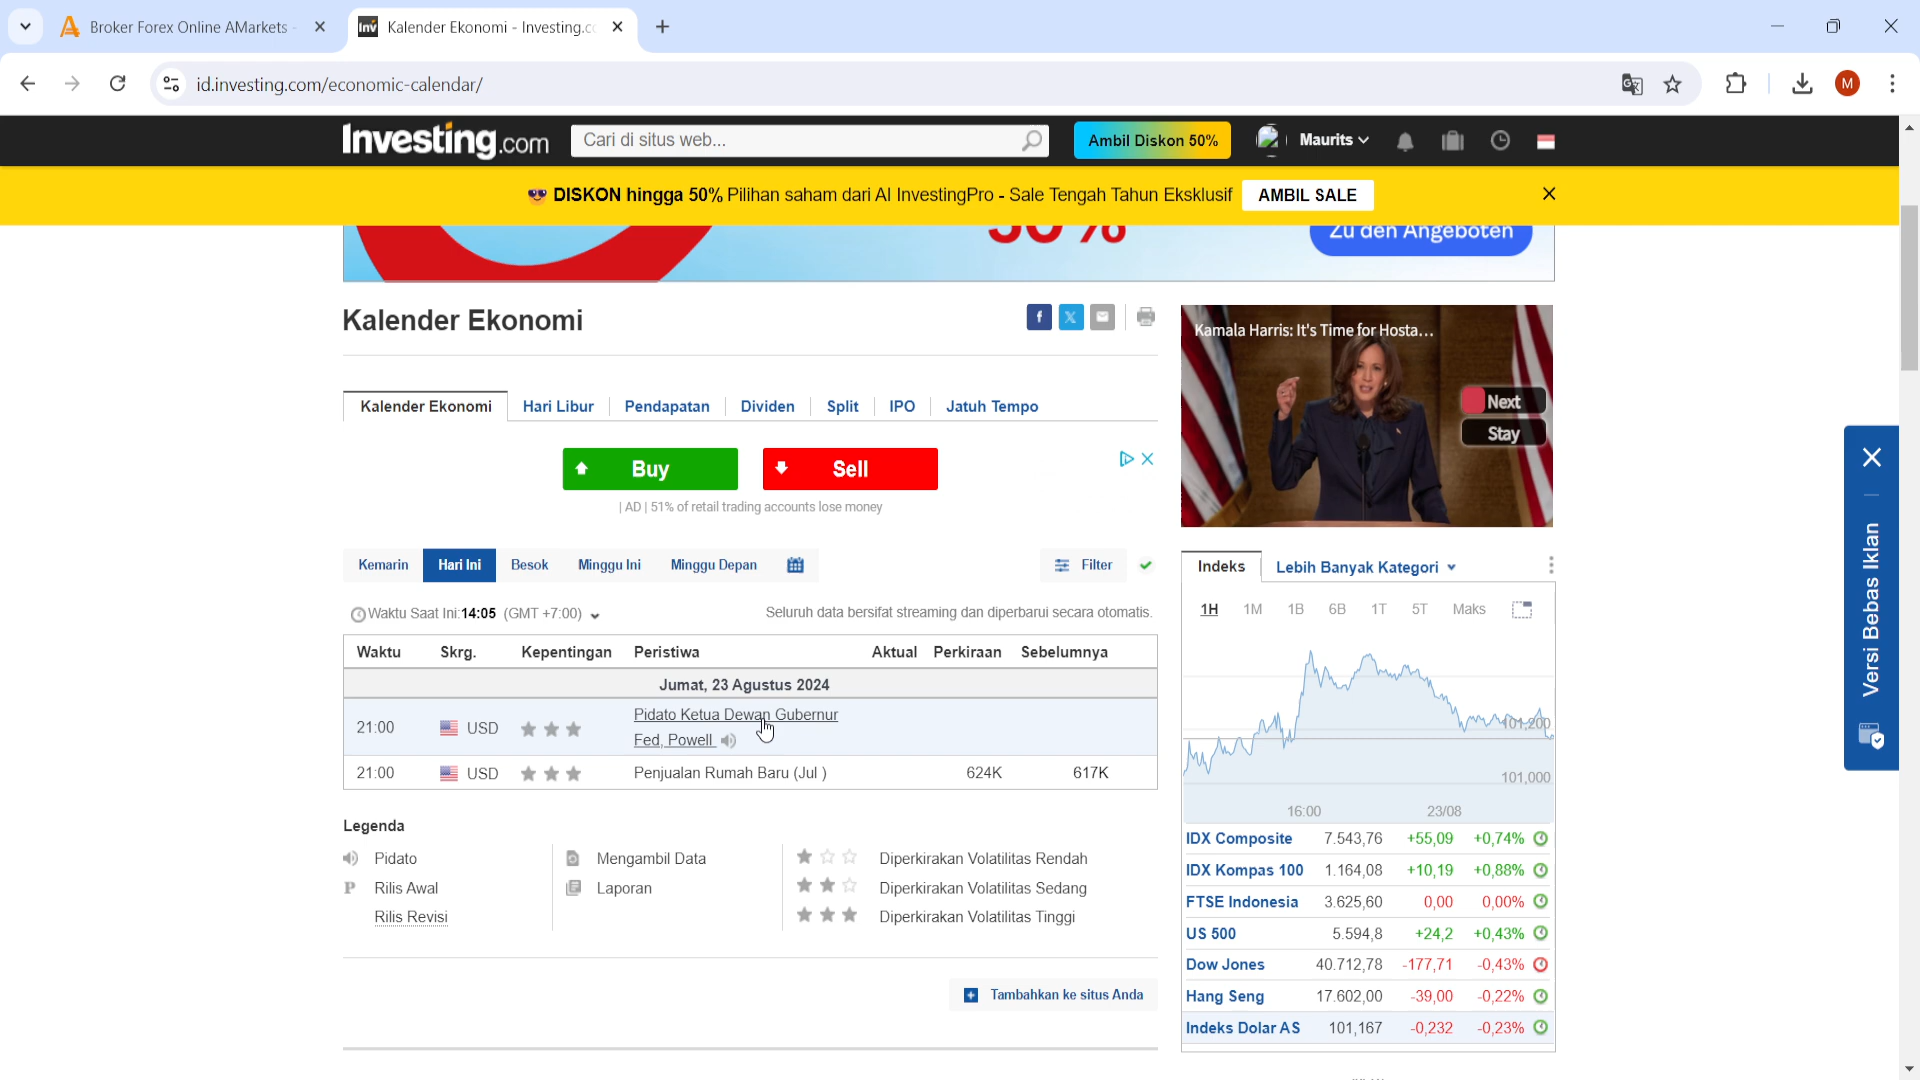 Broker Forex Online AMarkets -
Kalender Ekonomi - Investing.co
id.investing.com/economic-calendar/
M
Investing.com
Cari di situs web...
Ambil Diskon 50%
Maurits
DISKON hingga 50% Pilihan saham dari AI InvestingPro - Sale Tengah Tahun Eksklusif
AMBIL SALE
50 %
Zu den Angeboten
Kalender Ekonomi
Kamala Harris: It's Time for Hosta...
Next
Stay
Kalender Ekonomi
Hari Libur
Pendapatan
Dividen
Split
IPO
Jatuh Tempo
Buy
Sell
| AD | 51% of retail trading accounts lose money
Kemarin
Hari Ini
Besok
Minggu Ini
Minggu Depan
Filter
Waktu Saat Ini:14:05 (GMT +7:00)
Seluruh data bersifat streaming dan diperbarui secara otomatis.
Waktu Skrg. Kepentingan Peristiwa Aktual Perkiraan Sebelumnya
Jumat, 23 Agustus 2024
21:00 USD Pidato Ketua Dewan Gubernur
Fed, Powell
21:00 USD Penjualan Rumah Baru (Jul ) 624K 617K
Legenda
Pidato
Mengambil Data
Diperkirakan Volatilitas Rendah
P Rilis Awal
Laporan
Diperkirakan Volatilitas Sedang
Rilis Revisi
Diperkirakan Volatilitas Tinggi
Tambahkan ke situs Anda
Indeks
Lebih Banyak Kategori
1H 1M 1B 6B 1T 5T Maks
101,200
101,000
16:00 23/08
IDX Composite 7.543,76 +55,09 +0,74%
IDX Kompas 100 1.164,08 +10,19 +0,88%
FTSE Indonesia 3.625,60 0,00 0,00%
US 500 5.594,8 +24,2 +0,43%
Dow Jones 40.712,78 -177,71 -0,43%
Hang Seng 17.602,00 -39,00 -0,22%
Indeks Dolar AS 101,167 -0,232 -0,23%
Versi Bebas Iklan